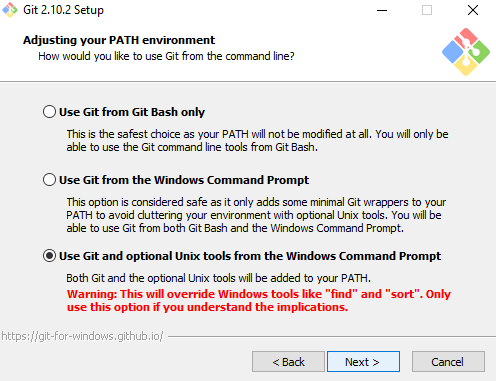 Git 2.10.2 Setup
Adjusting your PATH environment
How would you like to use Git from the command line?
Use Git from Git Bash only
This is the safest choice as your PATH will not be modified at all. You will only be
able to use the Git command line tools from Git Bash.
Use Git from the Windows Command Prompt
This option is considered safe as it only adds some minimal Git wrappers to your
PATH to avoid cluttering your environment with optional Unix tools. You will be
able to use Git from both Git Bash and the Windows Command Prompt.
Use Git and optional Unix tools from the Windows Command Prompt
Both Git and the optional Unix tools will be added to your PATH.
Warning: This will override Windows tools like "find" and "sort". Only
use this option if you understand the implications.
https://git-for-windows.github.io/
< Back Next > Cancel